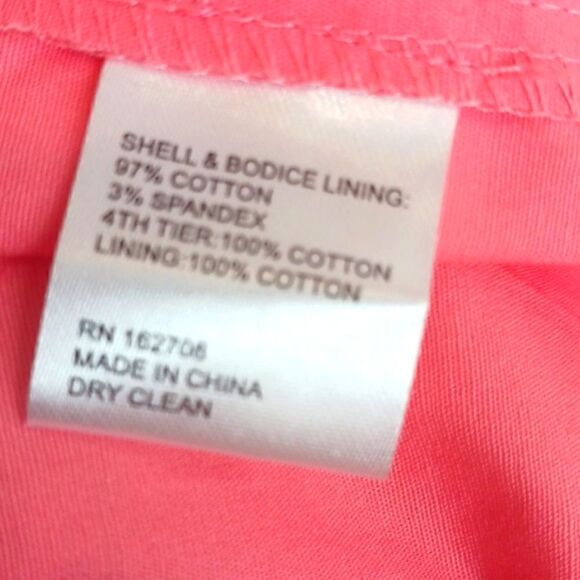 SHELL & BODICE LINING:
97% COTTON
3% SPANDEX
4TH TIER:100% COTTON
LINING:100% COTTON
RN 162706
MADE IN CHINA
DRY CLEAN